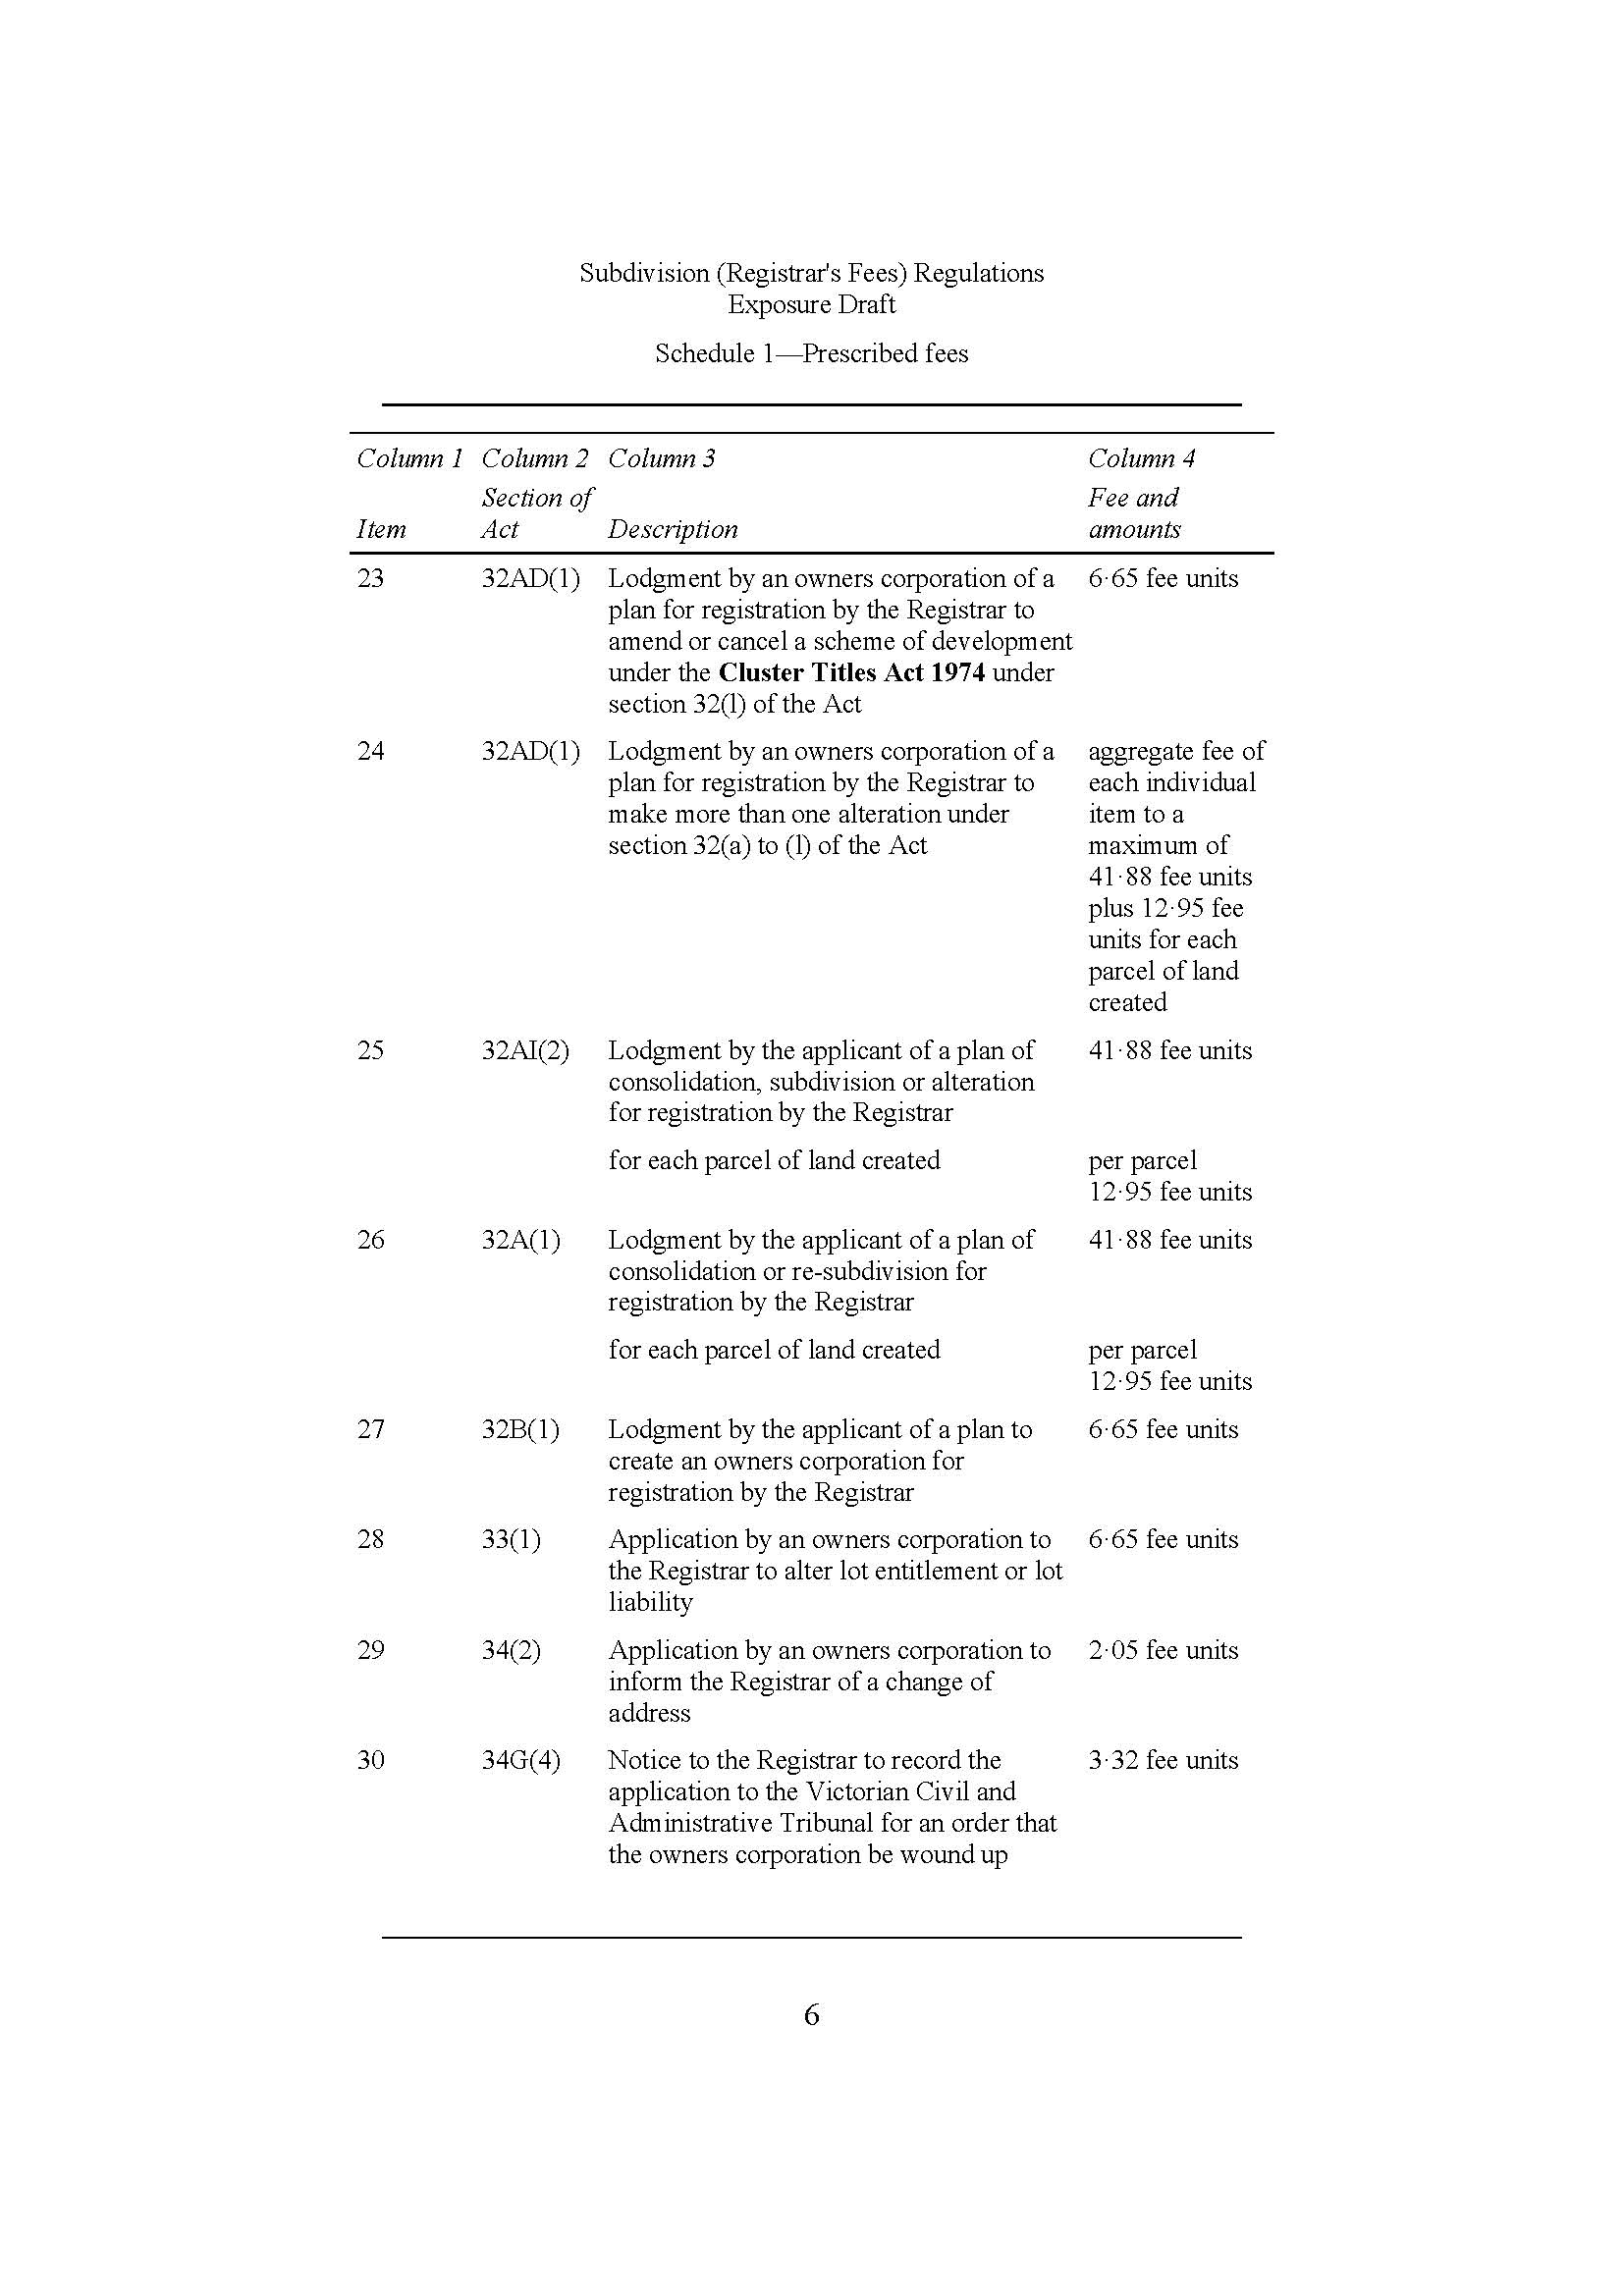 Subdivision (Registrar's Fees) Regulations
Exposure Draft
Schedule 1—Prescribed fees
Column 1 Column 2 Column 3 Column 4
Section of Fee and
Item Act Description amounts
23 32AD(1) Lodgment by an owners corporation of a 6·65 fee units
plan for registration by the Registrar to
amend or cancel a scheme of development
under the Cluster Titles Act 1974 under
section 32(l) of the Act
24 32AD(1) Lodgment by an owners corporation of a aggregate fee of
plan for registration by the Registrar to each individual
make more than one alteration under item to a
section 32(a) to (l) of the Act maximum of
41·88 fee units
plus 12·95 fee
units for each
parcel of land
created
25 32AI(2) Lodgment by the applicant of a plan of 41·88 fee units
consolidation, subdivision or alteration
for registration by the Registrar
for each parcel of land created per parcel
12·95 fee units
26 32A(1) Lodgment by the applicant of a plan of 41·88 fee units
consolidation or re-subdivision for
registration by the Registrar
for each parcel of land created per parcel
12·95 fee units
27 32B(1) Lodgment by the applicant of a plan to 6·65 fee units
create an owners corporation for
registration by the Registrar
28 33(1) Application by an owners corporation to 6·65 fee units
the Registrar to alter lot entitlement or lot
liability
29 34(2) Application by an owners corporation to 2·05 fee units
inform the Registrar of a change of
address
30 34G(4) Notice to the Registrar to record the 3·32 fee units
application to the Victorian Civil and
Administrative Tribunal for an order that
the owners corporation be wound up
6